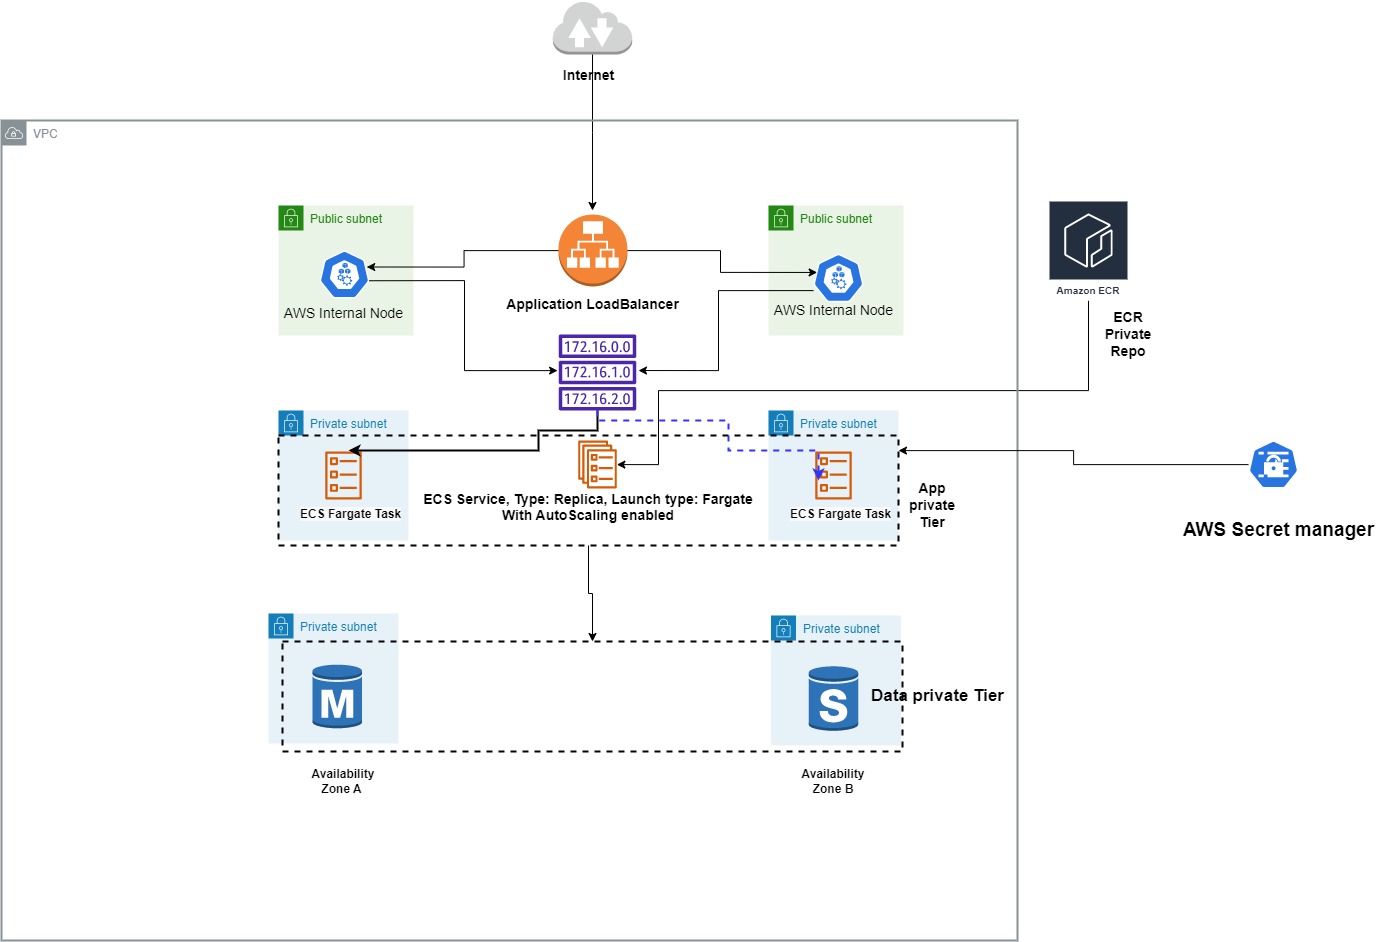 Internet
VPC
Public subnet
Public subnet
AWS Internal Node
Application LoadBalancer
AWS Internal Node
Amazon ECR
ECR
Private
Repo
172.16.0.0
172.16.1.0
172.16.2.0
Private subnet
Private subnet
ECS Fargate Task
ECS Service, Type: Replica, Launch type: Fargate
With AutoScaling enabled
ECS Fargate Task
App
private
Tier
AWS Secret manager
Private subnet
Private subnet
M
S
Data private Tier
Availability
Zone A
Availability
Zone B